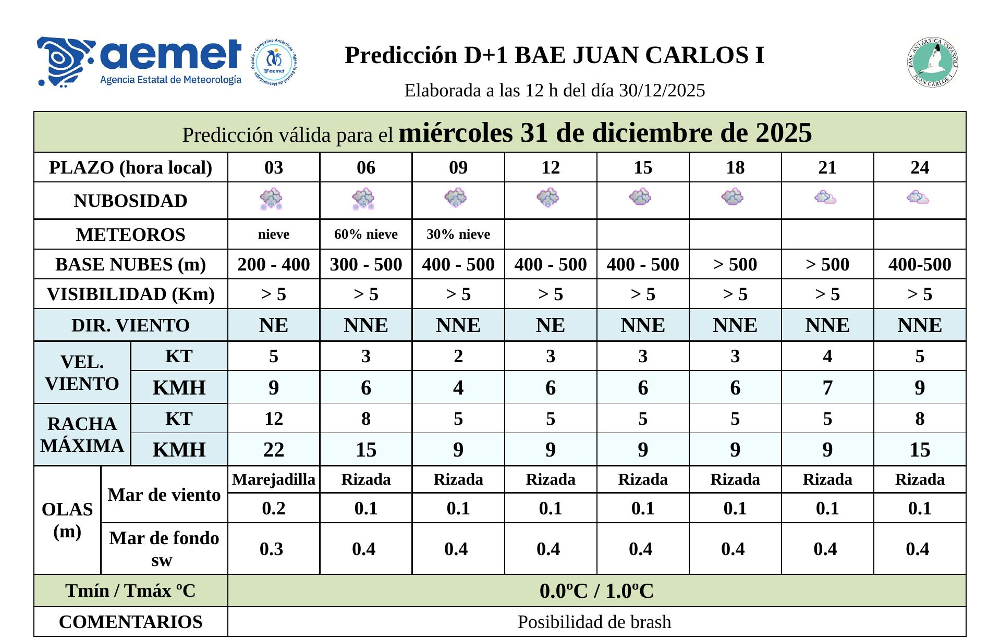 aemet
Agencia Estatal de Meteorología
Campañas Antárticas · Agencia Estatal de Meteorología · España ·
aemet
Predicción D+1 BAE JUAN CARLOS I
Elaborada a las 12 h del día 30/12/2025
BASE ANTÁRTICA ESPAÑOLA
JUAN CARLOS I
Predicción válida para el miércoles 31 de diciembre de 2025
PLAZO (hora local) 03 06 09 12 15 18 21 24
NUBOSIDAD
METEOROS nieve 60% nieve 30% nieve
BASE NUBES (m) 200 - 400 300 - 500 400 - 500 400 - 500 400 - 500 > 500 > 500 400-500
VISIBILIDAD (Km) > 5 > 5 > 5 > 5 > 5 > 5 > 5 > 5
DIR. VIENTO NE NNE NNE NE NNE NNE NNE NNE
VEL.
VIENTO
KT 5 3 2 3 3 3 4 5
KMH 9 6 4 6 6 6 7 9
RACHA
MÁXIMA
KT 12 8 5 5 5 5 5 8
KMH 22 15 9 9 9 9 9 15
OLAS
(m)
Mar de viento
Marejadilla Rizada Rizada Rizada Rizada Rizada Rizada Rizada
0.2 0.1 0.1 0.1 0.1 0.1 0.1 0.1
Mar de fondo
sw
0.3 0.4 0.4 0.4 0.4 0.4 0.4 0.4
Tmín / Tmáx ºC 0.0ºC / 1.0ºC
COMENTARIOS Posibilidad de brash